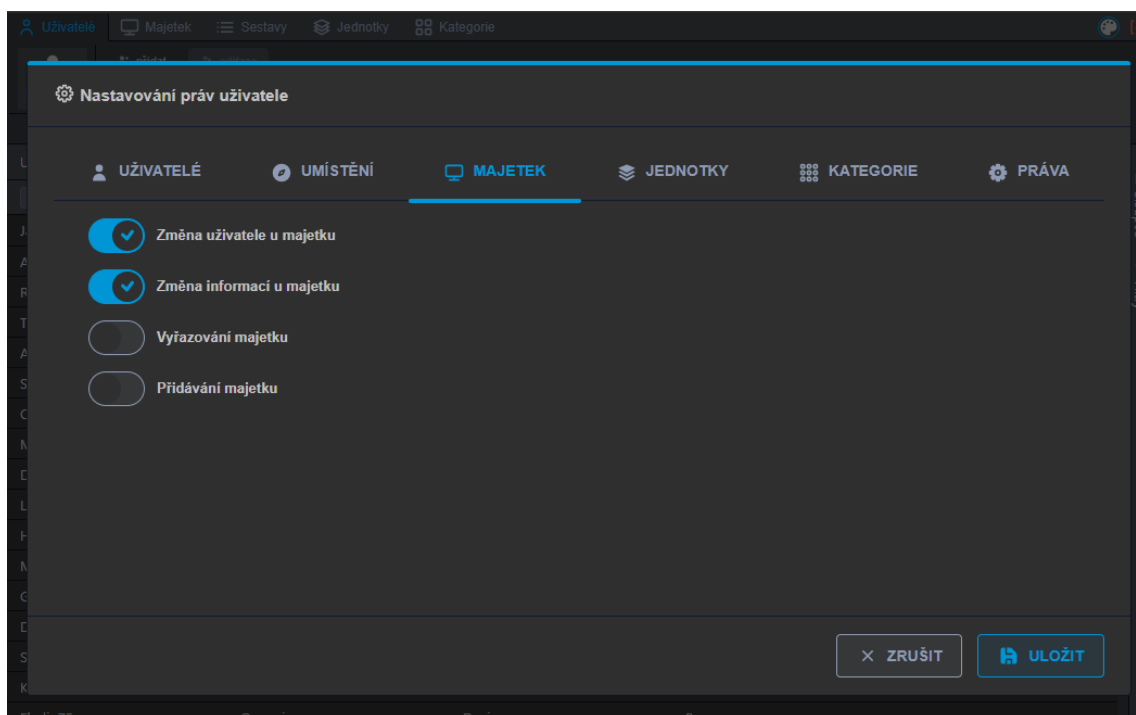 Uživatelé Majetek Sestavy Jednotky Kategorie
přidat
Nastavování práv uživatele
UŽIVATELÉ UMÍSTĚNÍ MAJETEK JEDNOTKY KATEGORIE PRÁVA
Změna uživatele u majetku
Změna informací u majetku
Vyřazování majetku
Přidávání majetku
ZRUŠIT ULOŽIT